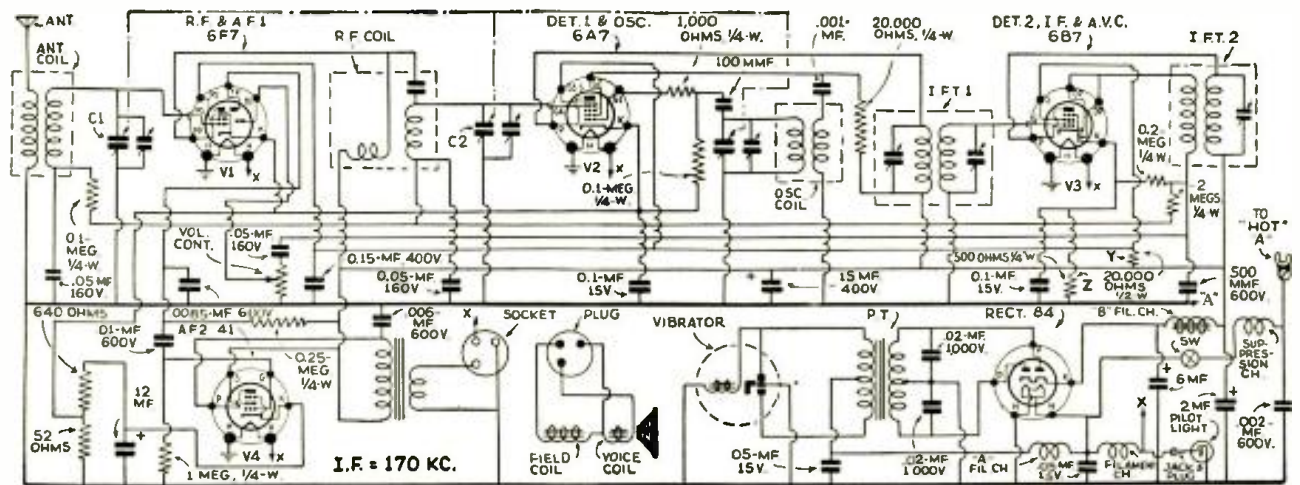 ANT.
ANT.
COIL
C1
R.F. & A F 1
6F7
R F COIL
V1
X
C2
DET. 1 & OSC.
6A7
1,000
OHMS, 1/4-W.
100 MMF.
V2
X
0.1-MEG
1/4-W.
.001-
MF.
OSC
COIL
20,000
OHMS, 1/4-W.
I F T 1
DET. 2, I F. & A.V.C.
6B7
V3
X
I F.T. 2
0.2-
MEG
1/4 W
2
MEGS
1/4-W
TO
"HOT"
A
0.1-
MEG
1/4-W
.05 MF
160V.
VOL.
CONT.
.05-MF
160V
0.15-MF. 400V
0.05-MF
160V
0.1-MF
15V
15 MF
400V.
500 OHMS 1/4 W
0.1-MF
15V.
Z
Y
20,000
OHMS
1/2 W
500
MMF
600V.
"A"
640 OHMS
.01-MF
600V
AF2 41
0.25-
MEG
1/4-W
.006-
MF
600V
X
SOCKET
PLUG
VIBRATOR
P T
.02-MF.
1,000V.
RECT. 84
B" FIL. CH.
SW
SUP-
PRES-
SION
CH.
12
MF
52
OHMS
P
G
V4
X
1 MEG, 1/4-W.
I.F. = 170 KC.
FIELD
COIL
VOICE
COIL
.05-MF
15V.
.02-MF
1,000V
"A"
FIL CH
15V
FILAMENT
CH
X
6 MF
2 MF
PILOT
LIGHT
JACK &
PLUG
.002-
MF
600V.